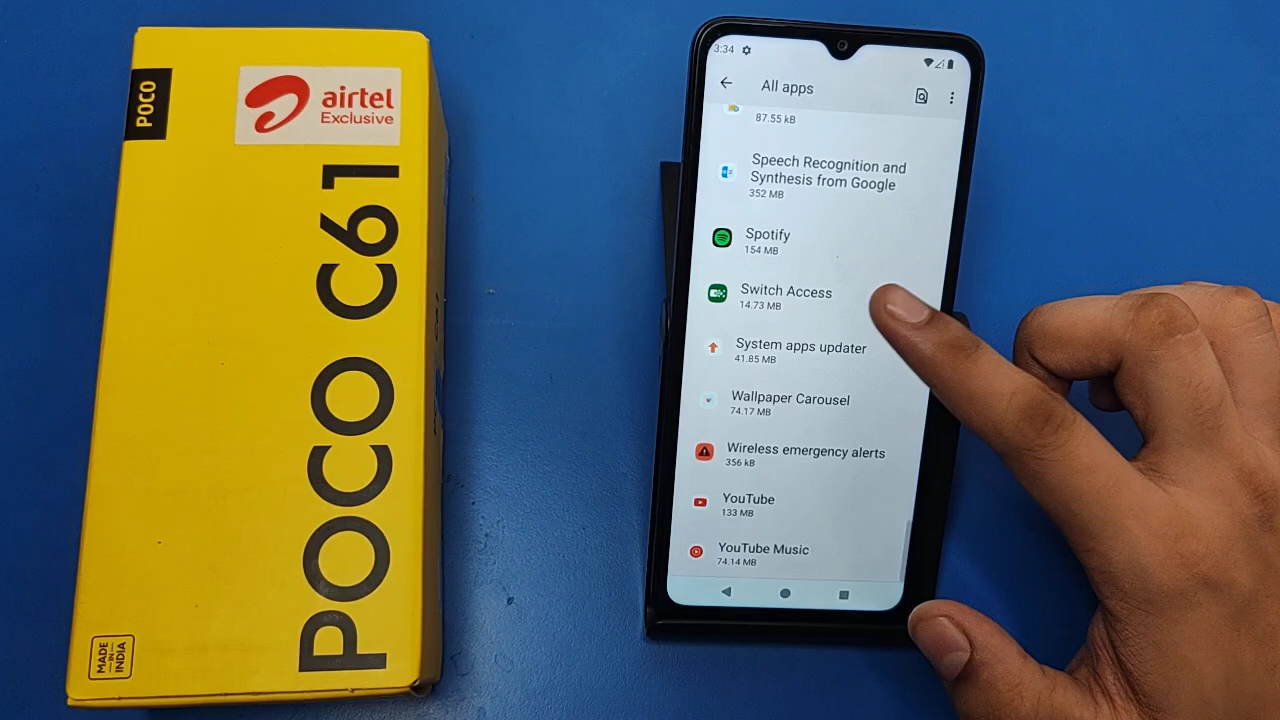 POCO
airtel
Exclusive
POCO C61
MADE
IN
INDIA
3:34
All apps
87.55 kB
Speech Recognition and
Synthesis from Google
352 MB
Spotify
154 MB
Switch Access
14.73 MB
System apps updater
41.85 MB
Wallpaper Carousel
74.17 MB
Wireless emergency alerts
356 kB
YouTube
133 MB
YouTube Music
74.14 MB